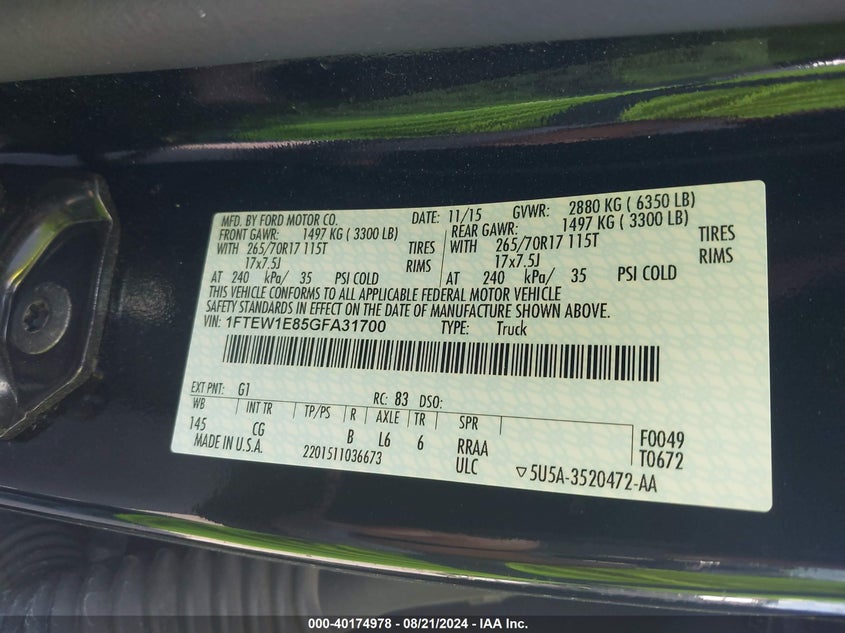 MFD. BY FORD MOTOR CO. DATE: 11/15 GVWR: 2880 KG ( 6350 LB)
FRONT GAWR: 1497 KG ( 3300 LB) REAR GAWR: 1497 KG ( 3300 LB)
WITH 265/70R17 115T TIRES WITH 265/70R17 115T TIRES
17x7.5J RIMS 17x7.5J RIMS
AT 240 kPa/ 35 PSI COLD AT 240 kPa/ 35 PSI COLD
THIS VEHICLE CONFORMS TO ALL APPLICABLE FEDERAL MOTOR VEHICLE
SAFETY STANDARDS IN EFFECT ON THE DATE OF MANUFACTURE SHOWN ABOVE.
VIN: 1FTEW1E85GFA31700 TYPE: Truck
EXT PNT: G1 RC: 83 DSO:
WB INT TR TP/PS R AXLE TR SPR
145 CG B L6 6 RRAA F0049
MADE IN U.S.A. 2201511036673 ULC T0672
▽5U5A-3520472-AA
000-40174978 - 08/21/2024 - IAA Inc.